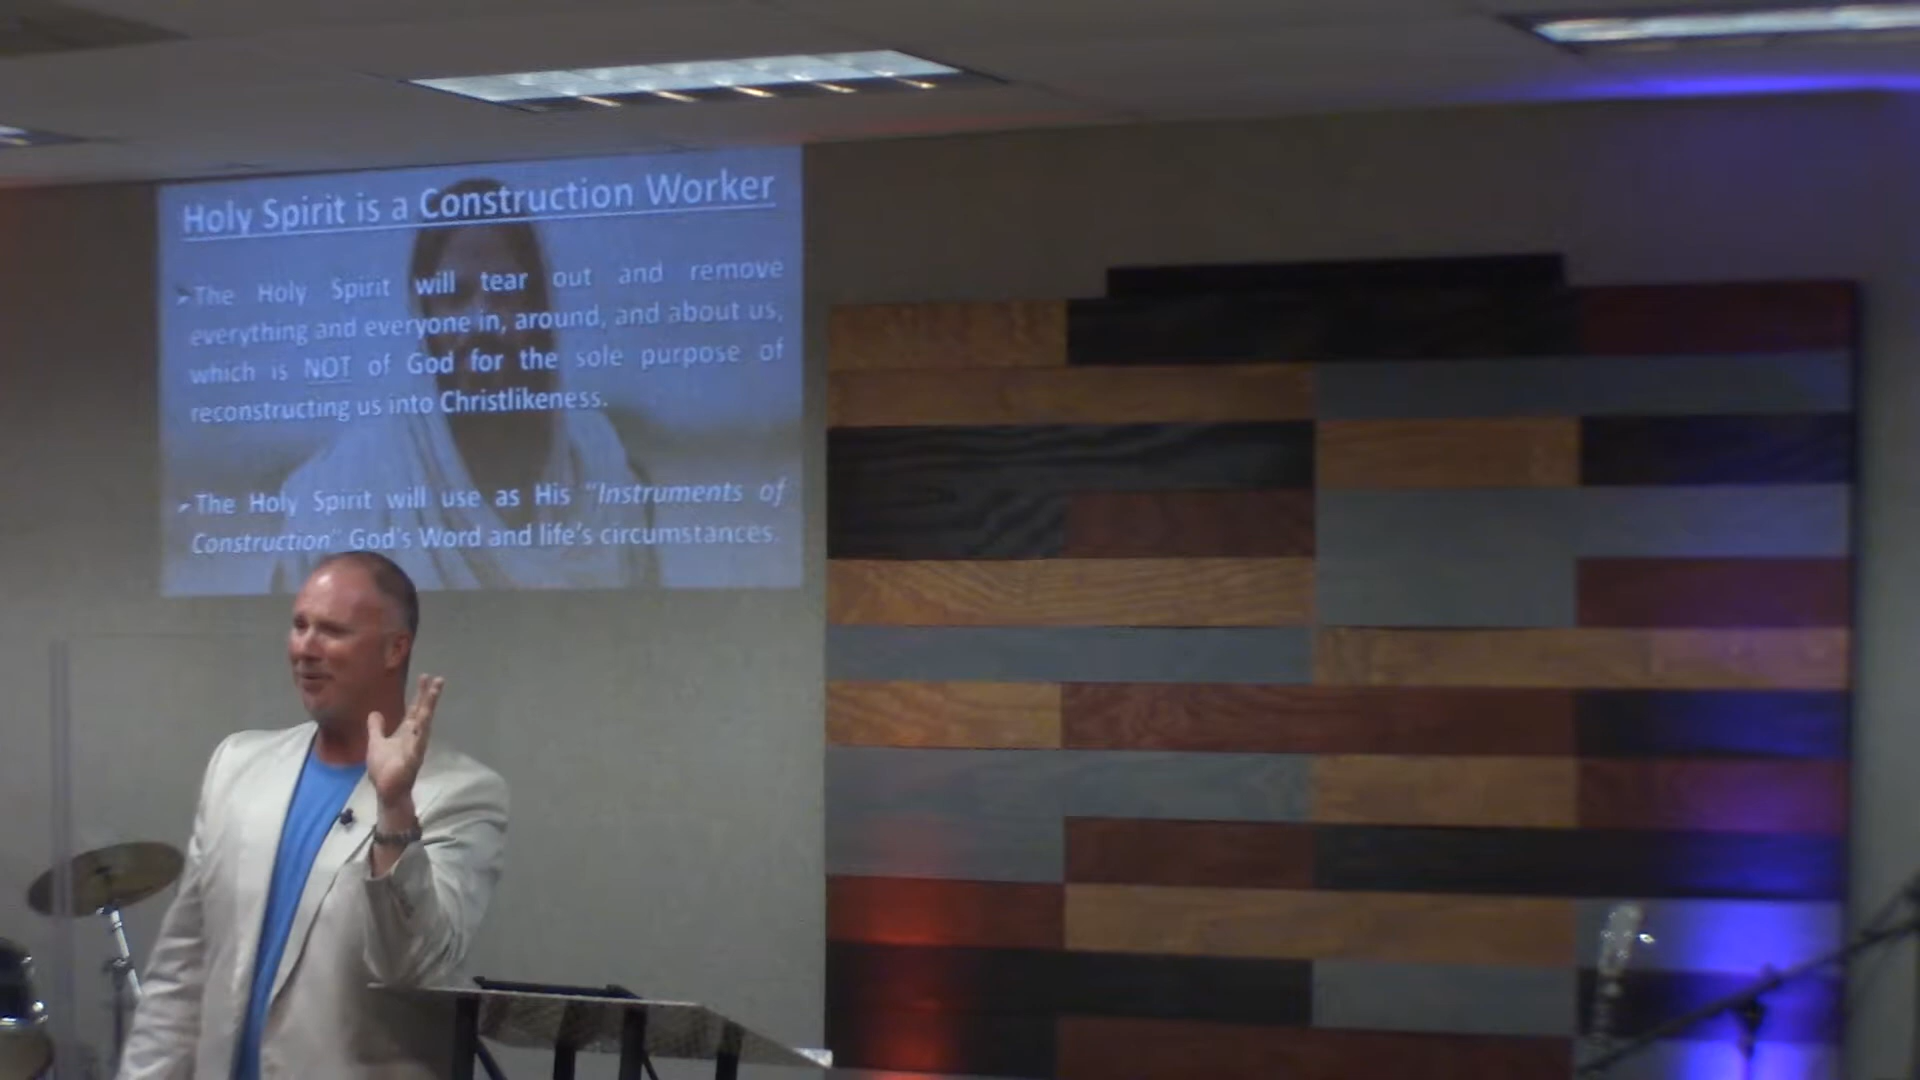 Holy Spirit is a Construction Worker
➢The Holy Spirit will tear out and remove
everything and everyone in, around, and about us,
which is NOT of God for the sole purpose of
reconstructing us into Christlikeness.
➢The Holy Spirit will use as His “Instruments of
Construction” God’s Word and life’s circumstances.